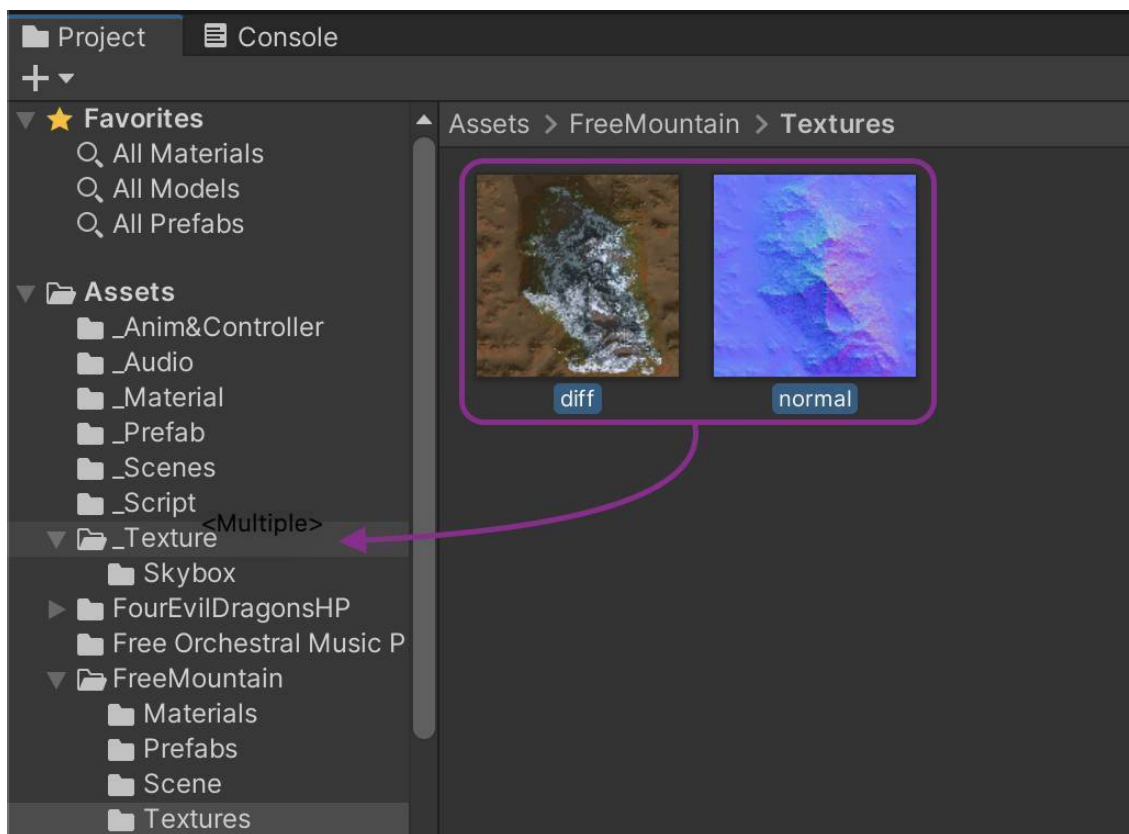 Project
Console
Favorites
All Materials
All Models
All Prefabs
Assets
_Anim&Controller
_Audio
_Material
_Prefab
_Scenes
_Script
<Multiple>
_Texture
Skybox
FourEvilDragonsHP
Free Orchestral Music P
FreeMountain
Materials
Prefabs
Scene
Textures
Assets > FreeMountain > Textures
diff
normal